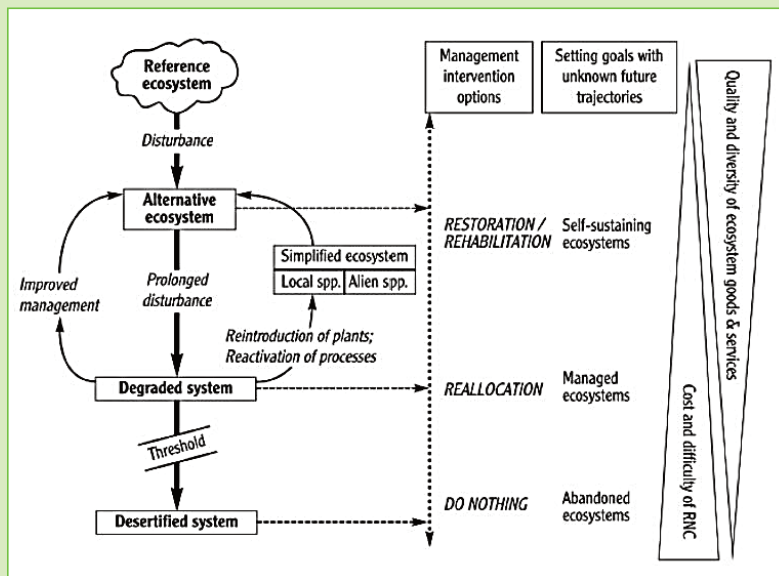 Reference
ecosystem
Disturbance
Alternative
ecosystem
Improved
management
Prolonged
disturbance
Simplified ecosystem
Local spp.
Alien spp.
Reintroduction of plants;
Reactivation of processes
Degraded system
Threshold
Desertified system
Management
intervention
options
RESTORATION /
REHABILITATION
REALLOCATION
DO NOTHING
Setting goals with
unknown future
trajectories
Self-sustaining
ecosystems
Managed
ecosystems
Abandoned
ecosystems
Cost and difficulty of RNC
Quality and diversity of ecosystem goods & services